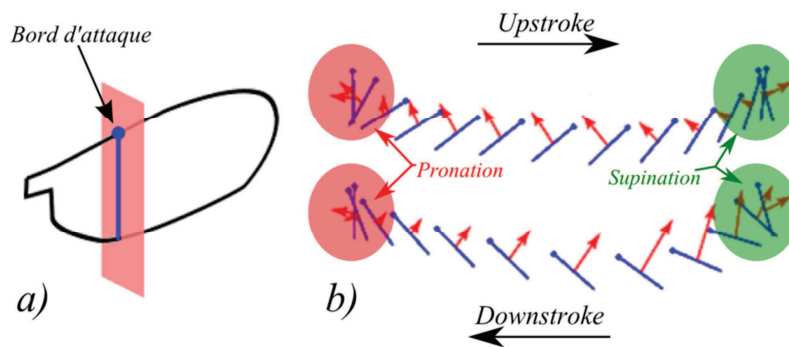 Bord d'attaque
Upstroke
Pronation
Supination
a)
b)
Downstroke